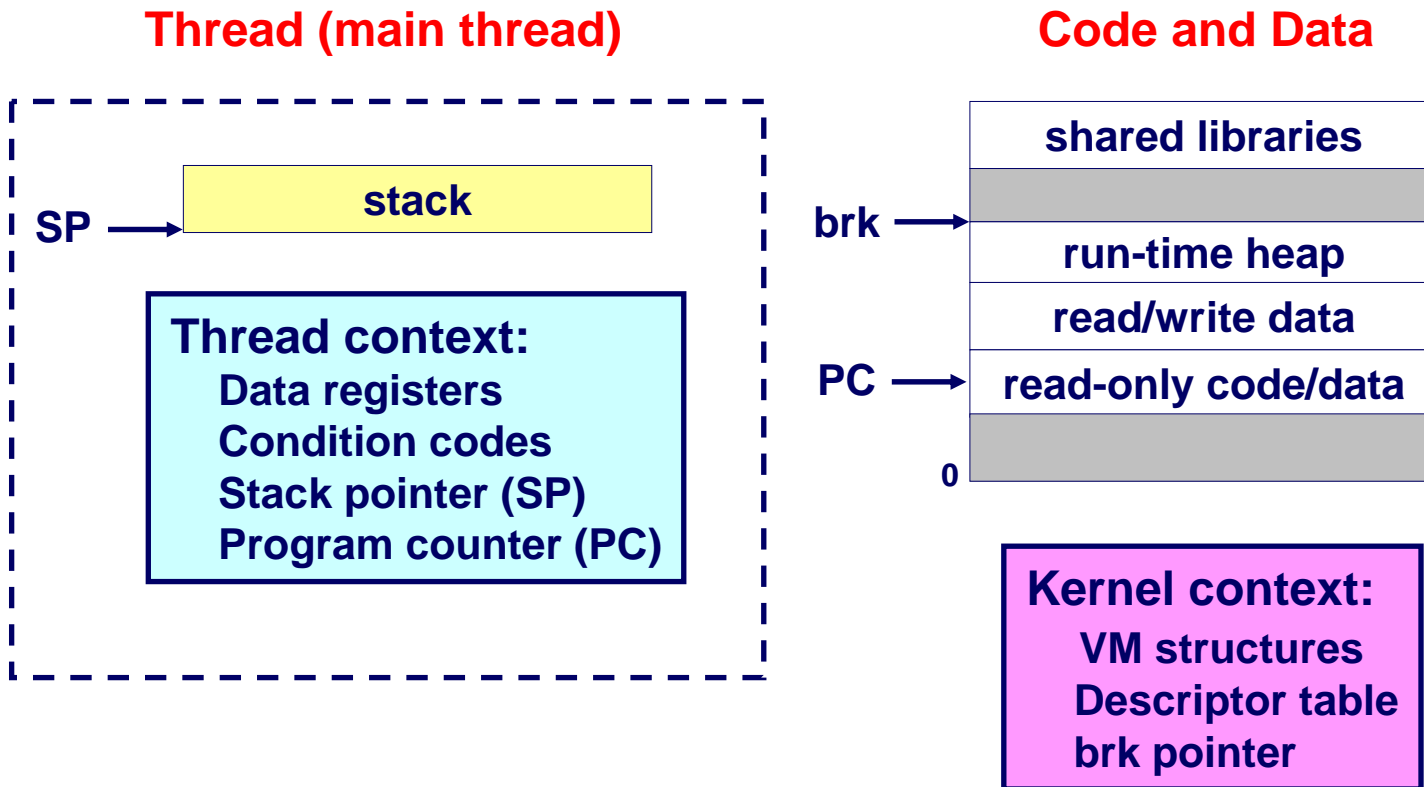 Thread (main thread)
stack
SP
Thread context:
Data registers
Condition codes
Stack pointer (SP)
Program counter (PC)
Code and Data
shared libraries
brk
run-time heap
read/write data
PC
read-only code/data
0
Kernel context:
VM structures
Descriptor table
brk pointer